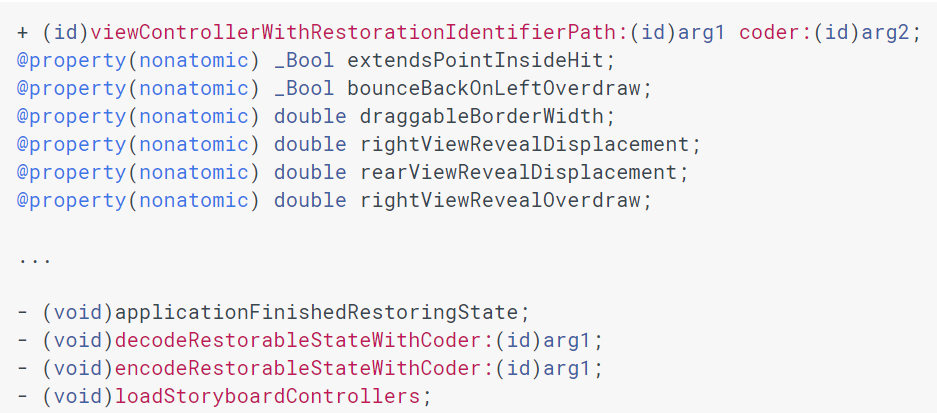 + (id)viewControllerWithRestorationIdentifierPath:(id)arg1 coder:(id)arg2;
@property(nonatomic) _Bool extendsPointInsideHit;
@property(nonatomic) _Bool bounceBackOnLeftOverdraw;
@property(nonatomic) double draggableBorderWidth;
@property(nonatomic) double rightViewRevealDisplacement;
@property(nonatomic) double rearViewRevealDisplacement;
@property(nonatomic) double rightViewRevealOverdraw;
...
- (void)applicationFinishedRestoringState;
- (void)decodeRestorableStateWithCoder:(id)arg1;
- (void)encodeRestorableStateWithCoder:(id)arg1;
- (void)loadStoryboardControllers;